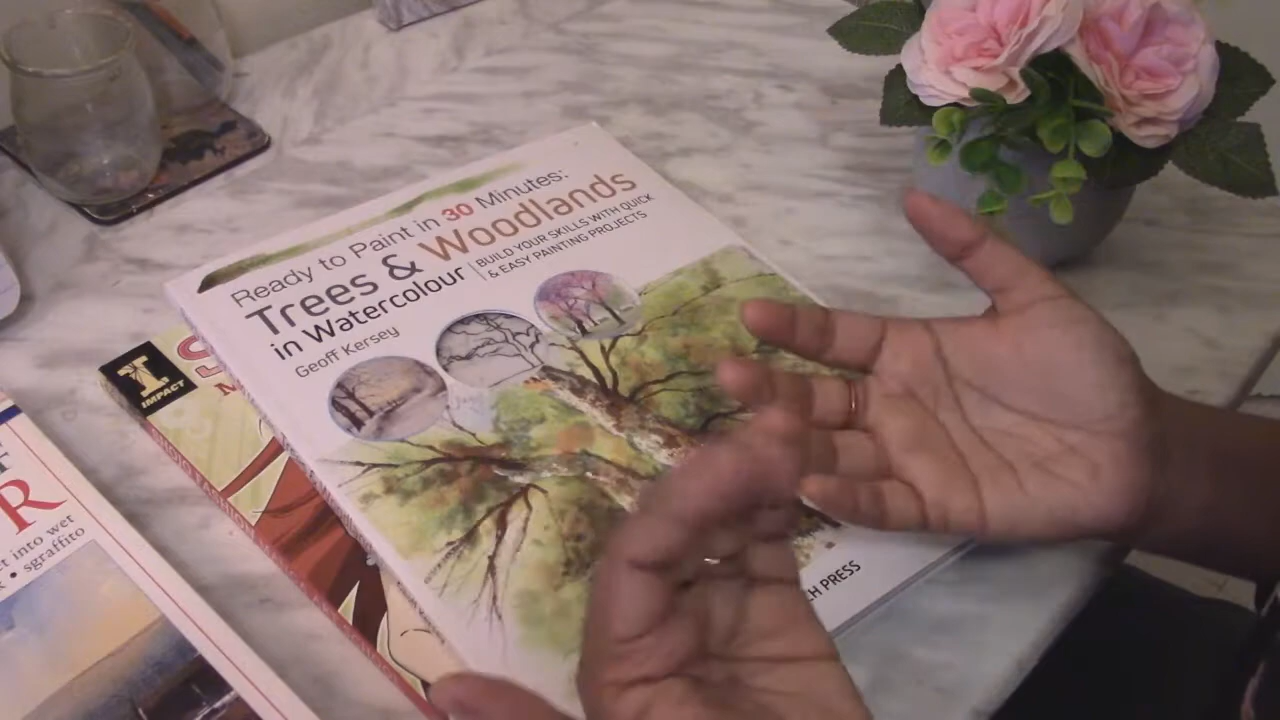 Ready to Paint in 30 Minutes:
Trees & Woodlands
in Watercolour
BUILD YOUR SKILLS WITH QUICK
& EASY PAINTING PROJECTS
Geoff Kersey
PRESS
I
IMPACT
into wet
• sgraffito